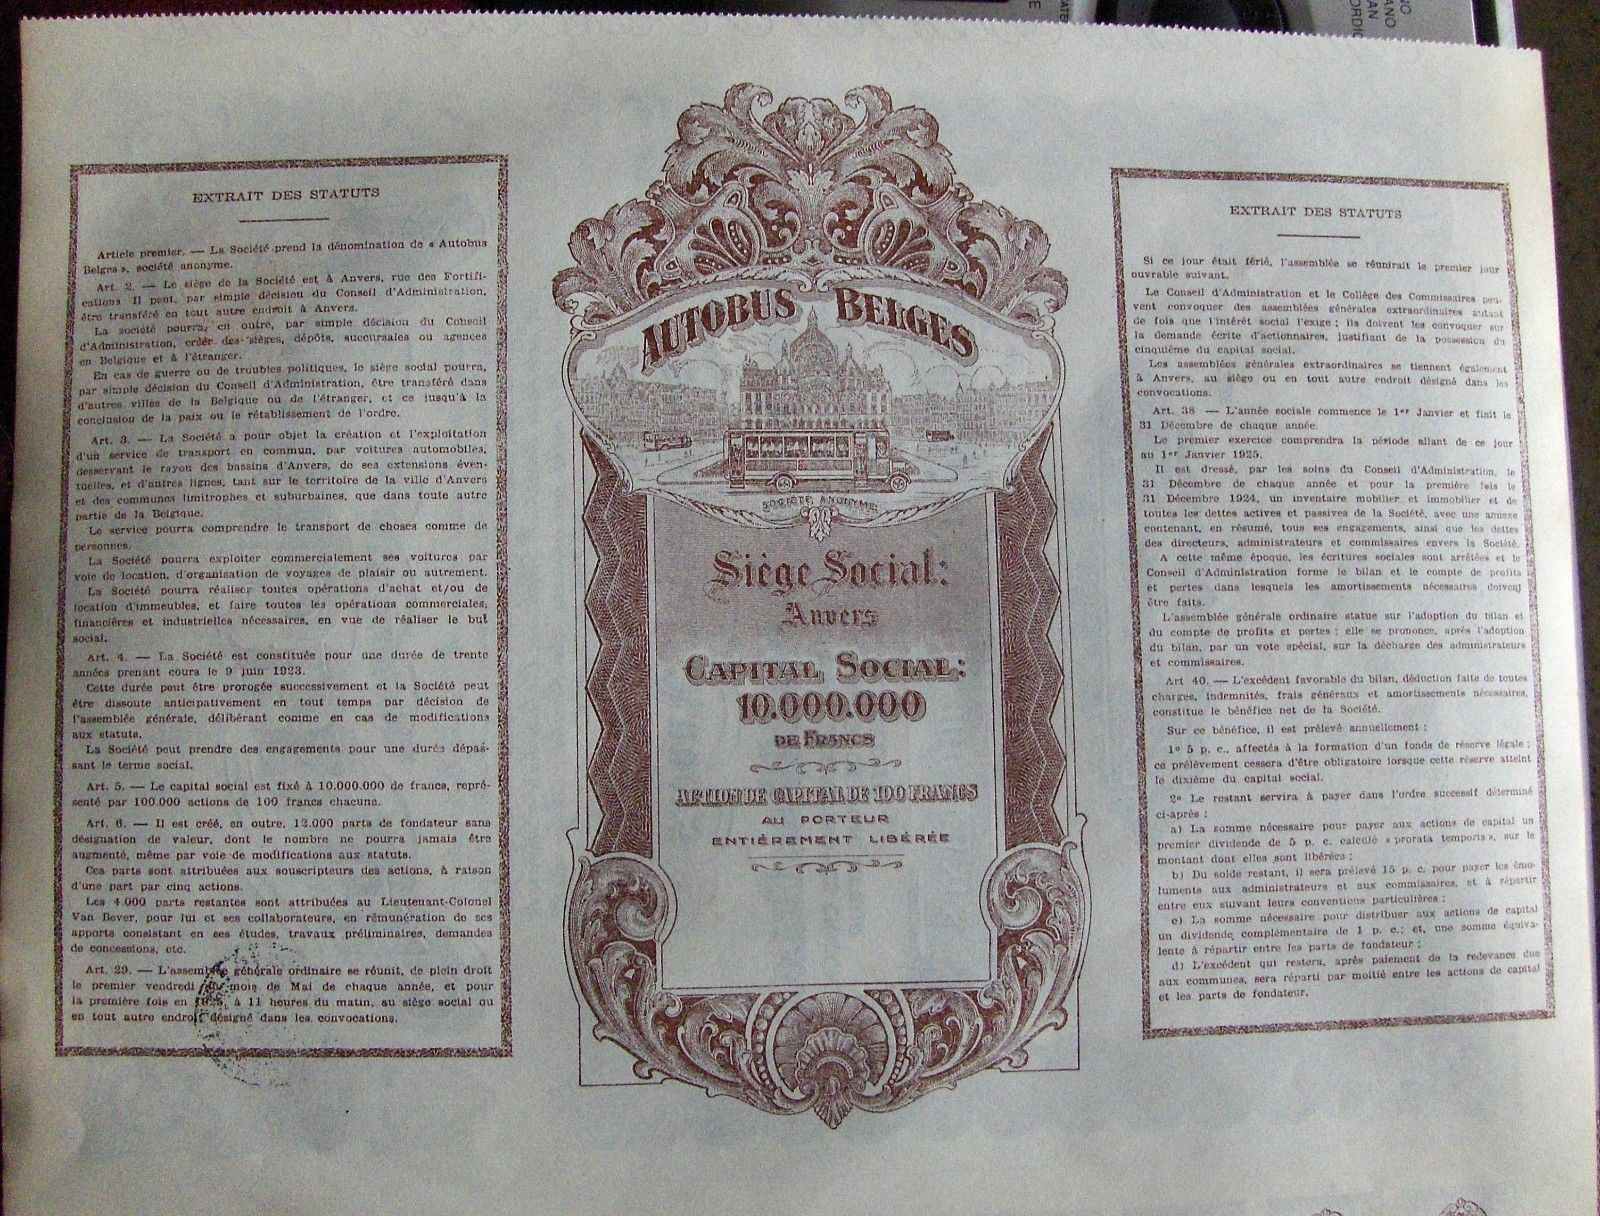 EXTRAIT DES STATUTS
Article premier. — La Société prend la dénomination de « Autobus
Belges », société anonyme.
Art. 2. — Le siège de la Société est à Anvers, rue des Fortifi-
cations Il peut, par simple décision du Conseil d'Administration,
être transféré en tout autre endroit à Anvers.
La société pourra, en outre, par simple décision du Conseil
d'Administration, créer des sièges, dépôts, succursales ou agences
en Belgique et à l'étranger.
En cas de guerre ou de troubles politiques, le siège social pourra,
par simple décision du Conseil d'Administration, être transféré dans
d'autres villes de la Belgique ou de l'étranger, et ce jusqu'à la
conclusion de la paix ou le rétablissement de l'ordre.
Art. 3. — La Société a pour objet la création et l'exploitation
d'un service de transport en commun, par voitures automobiles,
desservant le rayon des bassins d'Anvers, de ses extensions éven-
tuelles, et d'autres lignes, tant sur le territoire de la ville d'Anvers
et des communes limitrophes et suburbaines, que dans toute autre
partie de la Belgique.
Le service pourra comprendre le transport de choses comme de
personnes.
La Société pourra exploiter commercialement ses voitures par
voie de location, d'organisation de voyages de plaisir ou autrement.
La Société pourra réaliser toutes opérations d'achat et/ou de
location d'immeubles, et faire toutes les opérations commerciales,
financières et industrielles nécessaires, en vue de réaliser le but
social.
Art. 4. — La Société est constituée pour une durée de trente
années prenant cours le 9 juin 1923.
Cette durée peut être prorogée successivement et la Société peut
être dissoute anticipativement en tout temps par décision de
l'assemblée générale, délibérant comme en cas de modifications
aux statuts.
La Société peut prendre des engagements pour une durée dépas-
sant le terme social.
Art. 5. — Le capital social est fixé à 10.000.000 de francs, repré-
senté par 100.000 actions de 100 francs chacune.
Art. 6. — Il est créé, en outre, 12.000 parts de fondateur sans
désignation de valeur, dont le nombre ne pourra jamais être
augmenté, même par voie de modifications aux statuts.
Ces parts sont attribuées aux souscripteurs des actions, à raison
d'une part par cinq actions.
Les 4.000 parts restantes sont attribuées au Lieutenant-Colonel
Van Bever, pour lui et ses collaborateurs, en rémunération de ses
apports consistant en ses études, travaux préliminaires, demandes
de concessions, etc.
Art. 29. — L'assemblée générale ordinaire se réunit, de plein droit
le premier vendredi du mois de Mai de chaque année, et pour
la première fois en 1925, à 11 heures du matin, au siège social ou
en tout autre endroit désigné dans les convocations.
AUTOBUS BELGES
SOCIÉTÉ ANONYME
Siège Social:
Anvers
CAPITAL SOCIAL:
10.000.000
DE FRANCS
ACTION DE CAPITAL DE 100 FRANCS
AU PORTEUR
ENTIÈREMENT LIBÉRÉE
EXTRAIT DES STATUTS
Si ce jour était férié, l'assemblée se réunirait le premier jour
ouvrable suivant.
Le Conseil d'Administration et le Collège des Commissaires peu-
vent convoquer des assemblées générales extraordinaires autant
de fois que l'intérêt social l'exige ; ils doivent les convoquer sur
la demande écrite d'actionnaires, justifiant de la possession du
cinquième du capital social.
Les assemblées générales extraordinaires se tiennent également
à Anvers, au siège ou en tout autre endroit désigné dans les
convocations.
Art. 38 — L'année sociale commence le 1er Janvier et finit le
31 Décembre de chaque année.
Le premier exercice comprendra la période allant de ce jour
au 1er Janvier 1925.
Il est dressé, par les soins du Conseil d'Administration, le
31 Décembre de chaque année et pour la première fois le
31 Décembre 1924, un inventaire mobilier et immobilier et de
toutes les dettes actives et passives de la Société, avec une annexe
contenant, en résumé, tous ses engagements, ainsi que les dettes
des directeurs, administrateurs et commissaires envers la Société.
A cette même époque, les écritures sociales sont arrêtées et le
Conseil d'Administration forme le bilan et le compte de profits
et pertes dans lesquels les amortissements nécessaires doivent
être faits.
L'assemblée générale ordinaire statue sur l'adoption du bilan et
du compte de profits et pertes ; elle se prononce, après l'adoption
du bilan, par un vote spécial, sur la décharge des administrateurs
et commissaires.
Art 40. — L'excédent favorable du bilan, déduction faite de toutes
charges, indemnités, frais généraux et amortissements nécessaires,
constitue le bénéfice net de la Société.
Sur ce bénéfice, il est prélevé annuellement :
1º 5 p. c., affectés à la formation d'un fonds de réserve légale ;
ce prélèvement cessera d'être obligatoire lorsque cette réserve atteint
le dixième du capital social.
2º Le restant servira à payer dans l'ordre successif déterminé
ci-après :
a) La somme nécessaire pour payer aux actions de capital un
premier dividende de 5 p. c. calculé « prorata temporis », sur le
montant dont elles sont libérées ;
b) Du solde restant, il sera prélevé 15 p. c. pour payer les émo-
luments aux administrateurs et aux commissaires, et à répartir
entre eux suivant leurs conventions particulières ;
c) La somme nécessaire pour distribuer aux actions de capital
un dividende complémentaire de 1 p. c.; et, une somme équiva-
lente à répartir entre les parts de fondateur ;
d) L'excédent qui restera, après paiement de la redevance due
aux communes, sera réparti par moitié entre les actions de capital
et les parts de fondateur.